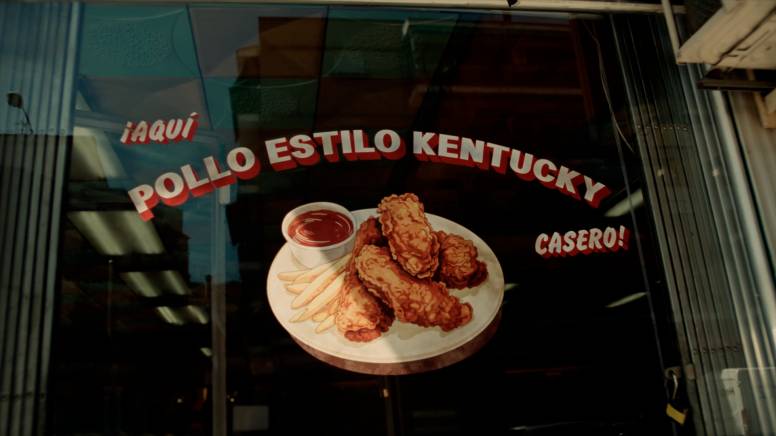 ¡AQUÍ
POLLO ESTILO KENTUCKY
CASERO!